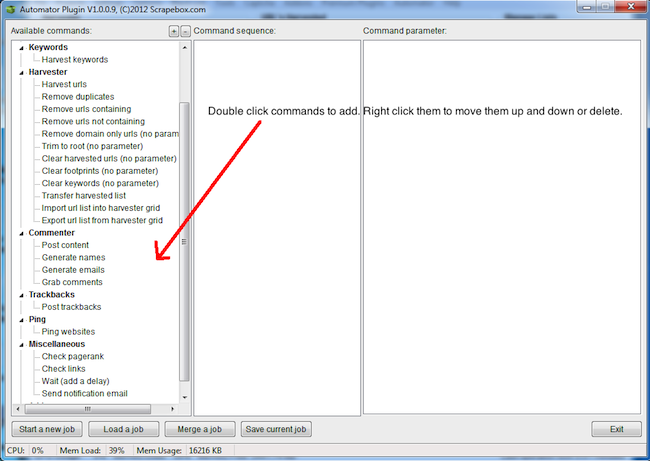 Automator Plugin V1.0.0.9, (C)2012 Scrapebox.com
Available commands:
+ -
Command sequence:
Command parameter:
Keywords
Harvest keywords
Harvester
Harvest urls
Remove duplicates
Remove urls containing
Remove urls not containing
Remove domain only urls (no param
Trim to root (no parameter)
Clear harvested urls (no parameter)
Clear footprints (no parameter)
Clear keywords (no parameter)
Transfer harvested list
Import url list into harvester grid
Export url list from harvester grid
Commenter
Post content
Generate names
Generate emails
Grab comments
Trackbacks
Post trackbacks
Ping
Ping websites
Miscellaneous
Check pagerank
Check links
Wait (add a delay)
Send notification email
Double click commands to add. Right click them to move them up and down or delete.
Start a new job
Load a job
Merge a job
Save current job
Exit
CPU: 0% Mem Load: 39% Mem Usage: 16216 KB